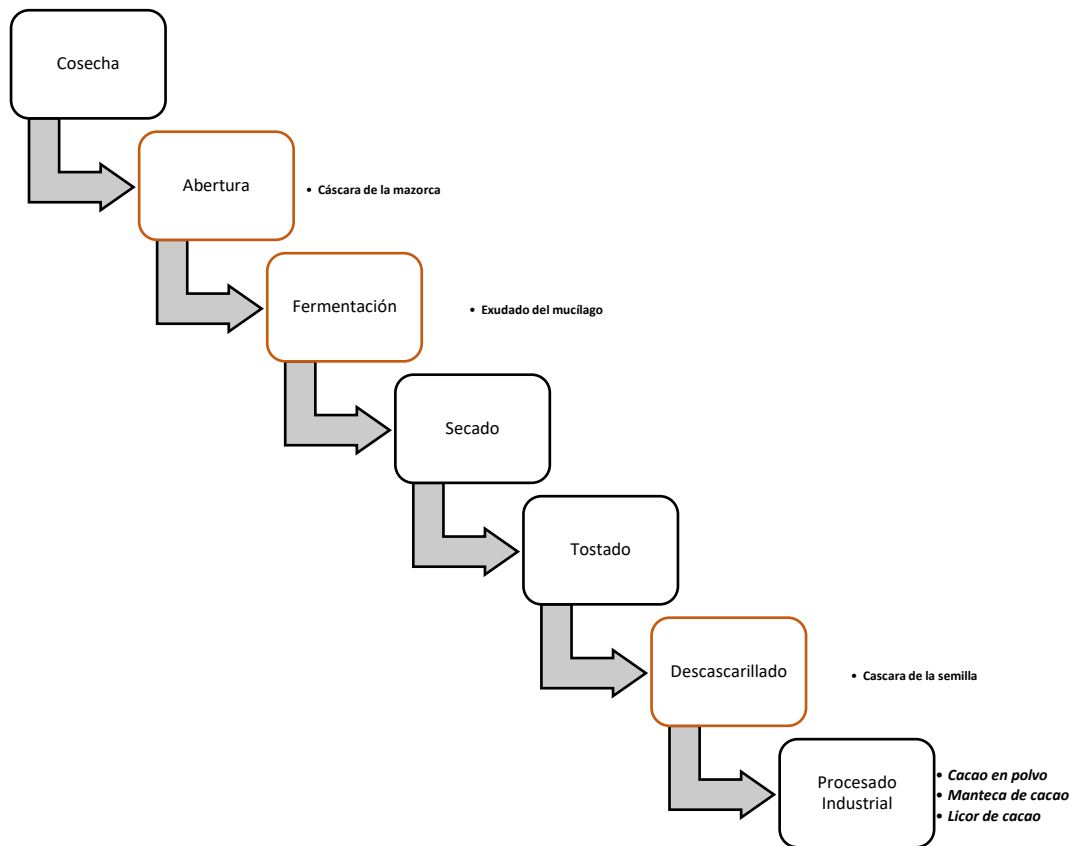 Cosecha
Abertura
• Cáscara de la mazorca
Fermentación
• Exudado del mucílago
Secado
Tostado
Descascarillado
• Cascara de la semilla
Procesado
Industrial
• Cacao en polvo
• Manteca de cacao
• Licor de cacao